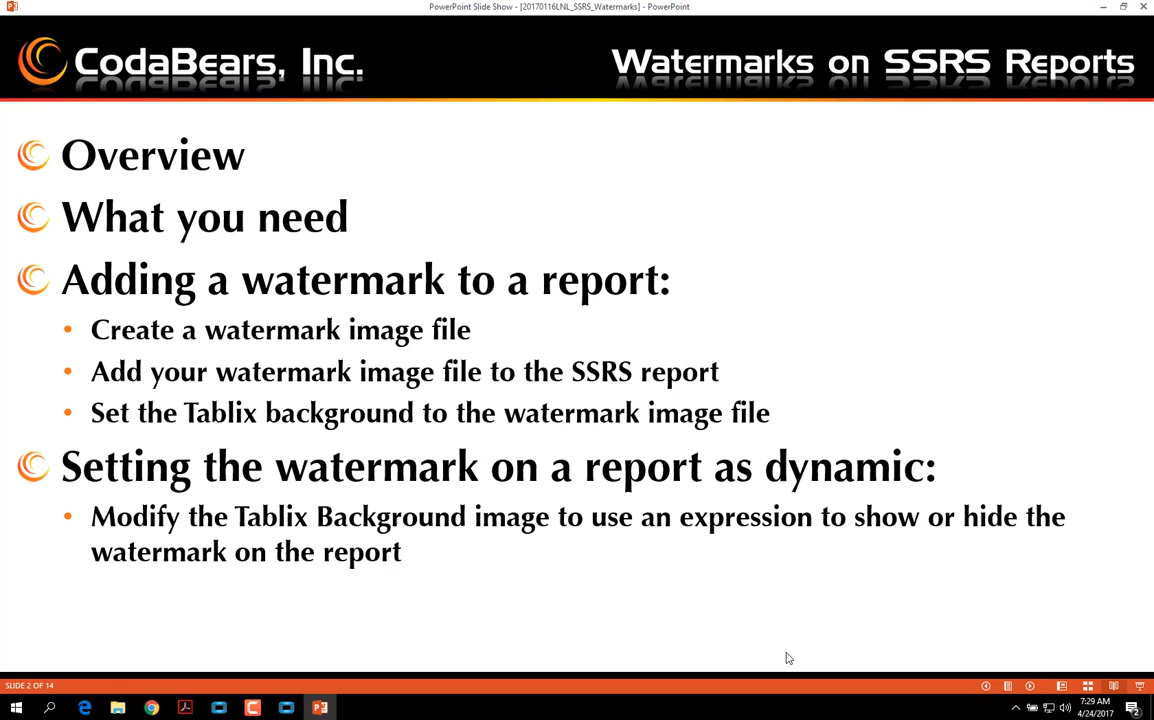 PowerPoint Slide Show - [20170116LNL_SSRS_Watermarks] - PowerPoint
CodaBears, Inc.
Watermarks on SSRS Reports
Overview
What you need
Adding a watermark to a report:
• Create a watermark image file
• Add your watermark image file to the SSRS report
• Set the Tablix background to the watermark image file
Setting the watermark on a report as dynamic:
• Modify the Tablix Background image to use an expression to show or hide the
watermark on the report
SLIDE 2 OF 14
7:29 AM
4/24/2017
2